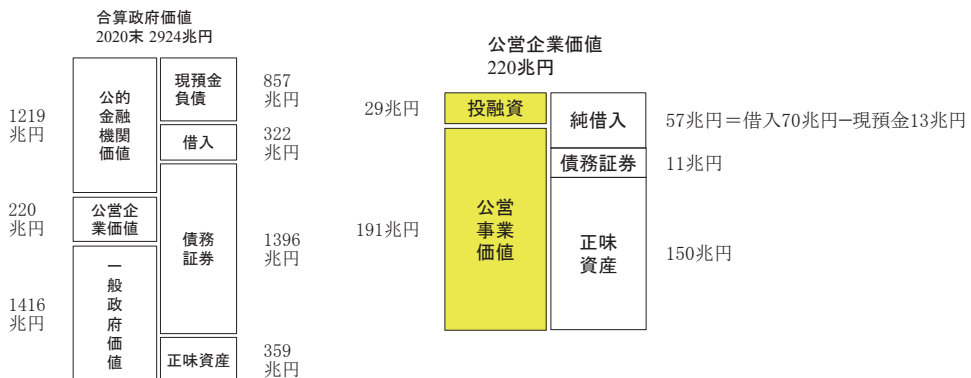 合算政府価値
2020末 2924兆円
1219
兆円
公的
金融
機関
価値
現預金
負債
857
兆円
借入
322
兆円
220
兆円
公営企
業価値
債務
証券
1396
兆円
1416
兆円
一
般
政
府
価
値
正味資産
359
兆円
公営企業価値
220兆円
29兆円
投融資
純借入
57兆円＝借入70兆円−現預金13兆円
債務証券
11兆円
191兆円
公営
事業
価値
正味
資産
150兆円